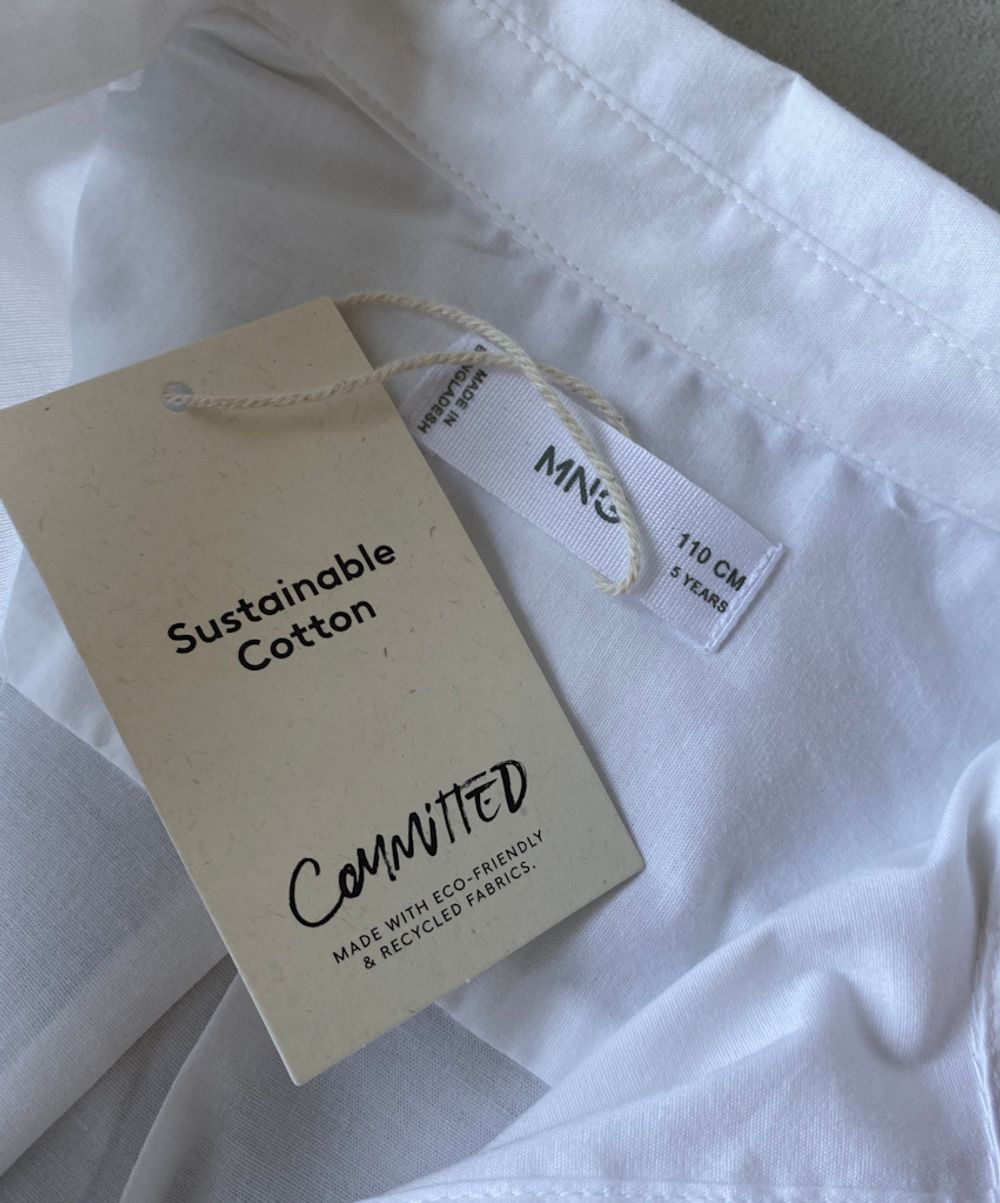 Sustainable
Cotton
COMMITTED
MADE WITH ECO-FRIENDLY
& RECYCLED FABRICS.
MADE IN
BANGLADESH
MNG
110 CM
5 YEARS